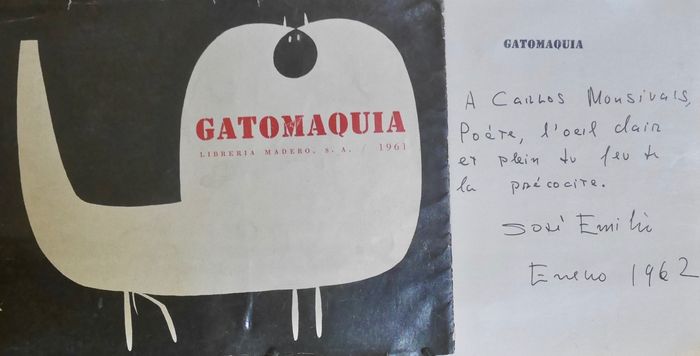 GATOMAQUIA
LIBRERIA MADERO, S. A. / 1961
GATOMAQUIA
A Carlos Monsivais,
Poète, l'oeil clair
et plein du feu de
la précocité.
José Emilio
Enero 1962